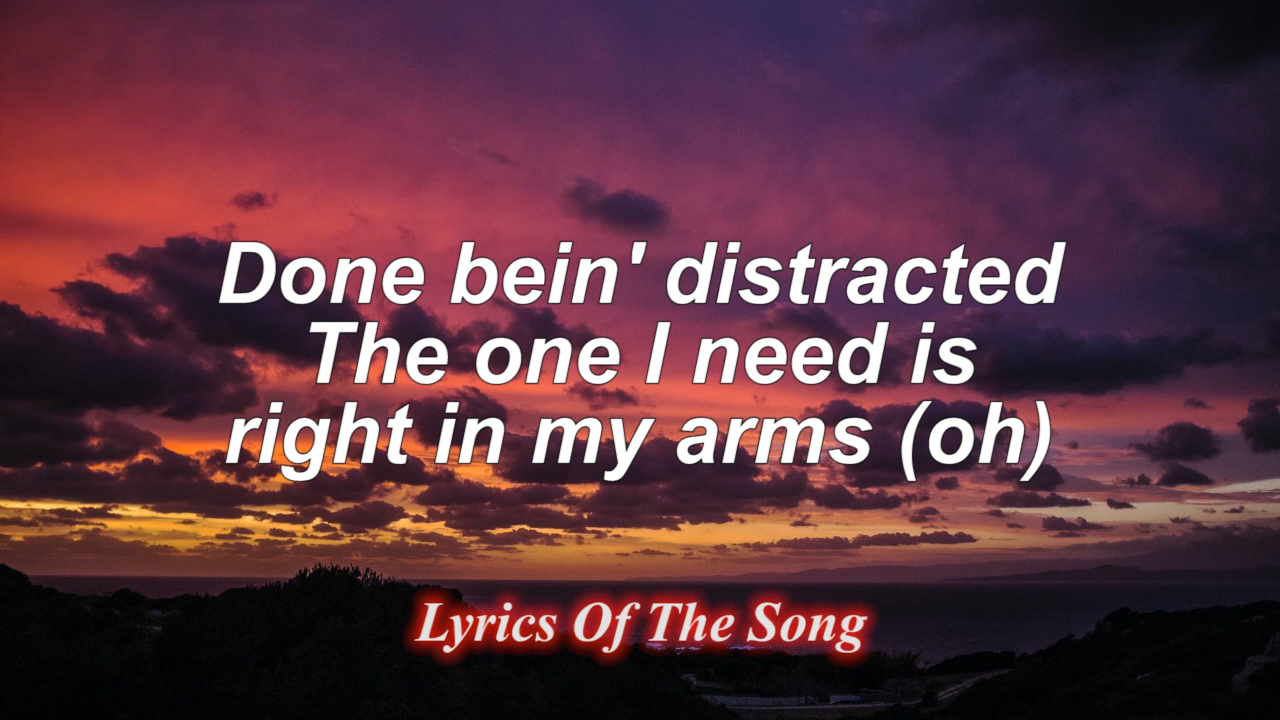 Done bein' distracted
The one I need is
right in my arms (oh)
Lyrics Of The Song